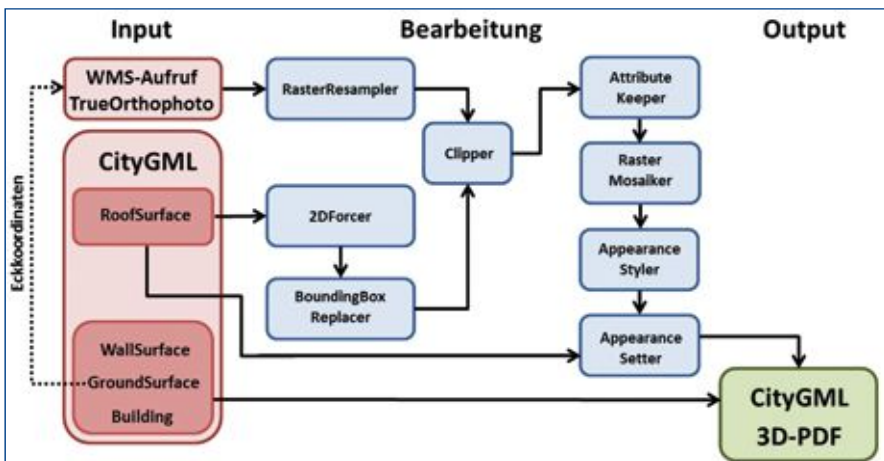 Input
Bearbeitung
Output
WMS-Aufruf
TrueOrthophoto
RasterResampler
Attribute
Keeper
Clipper
CityGML
Raster
Mosaiker
RoofSurface
2DForcer
Appearance
Styler
BoundingBox
Replacer
Eckkoordinaten
WallSurface
GroundSurface
Building
Appearance
Setter
CityGML
3D-PDF